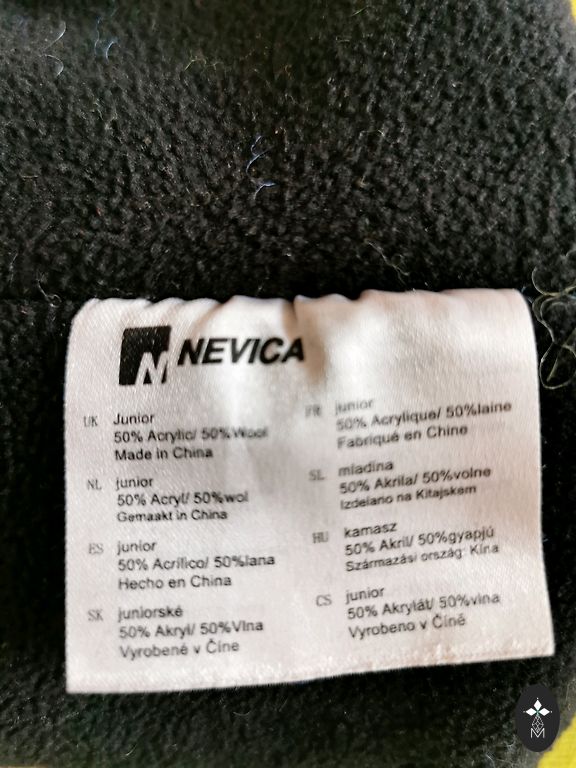 NEVICA
UK Junior
50% Acrylic/ 50%Wool
Made in China
NL junior
50% Acryl/ 50%wol
Gemaakt in China
ES junior
50% Acrílico/ 50%lana
Hecho en China
SK juniorské
50% Akryl/ 50%Vlna
Vyrobené v Číne
FR junior
50% Acrylique/ 50%laine
Fabriqué en Chine
SL mladina
50% Akrila/ 50%volne
Izdelano na Kitajskem
HU kamasz
50% Akril/ 50%gyapjú
Származási ország: Kína
CS junior
50% Akrylát/ 50%vlna
Vyrobeno v Číně
M